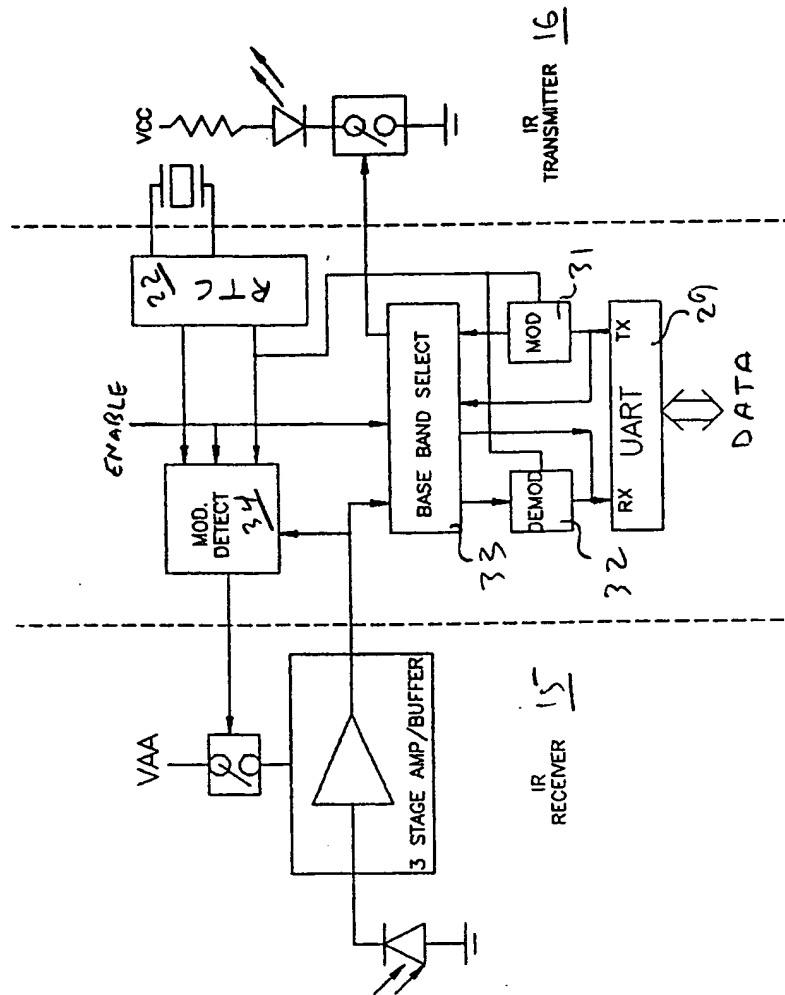 VCC
IR
TRANSMITTER 16
RTC
22
ENABLE
MOD.
DETECT
34
BASE BAND SELECT
33
MOD
31
DEMOD
32
TX
RX
UART
29
DATA
VAA
3 STAGE AMP/BUFFER
IR
RECEIVER 15